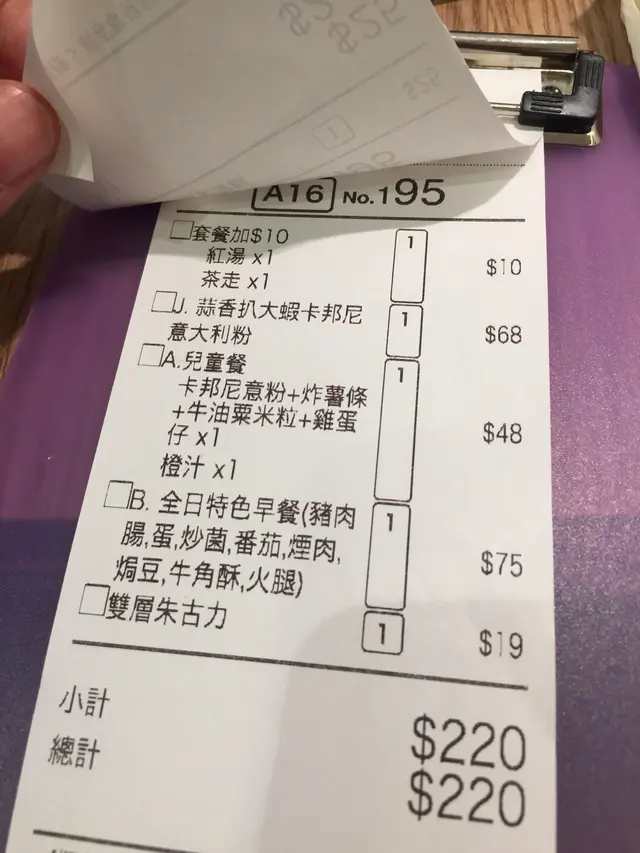 A16 No.195
套餐加$10 1 $10
紅湯 x1
茶走 x1
J. 蒜香扒大蝦卡邦尼 1 $68
意大利粉
A.兒童餐 1 $48
卡邦尼意粉+炸薯條
+牛油粟米粒+雞蛋
仔 x1
橙汁 x1
B. 全日特色早餐(豬肉 1 $75
腸,蛋,炒菌,番茄,煙肉,
焗豆,牛角酥,火腿)
雙層朱古力 1 $19
小計 $220
總計 $220